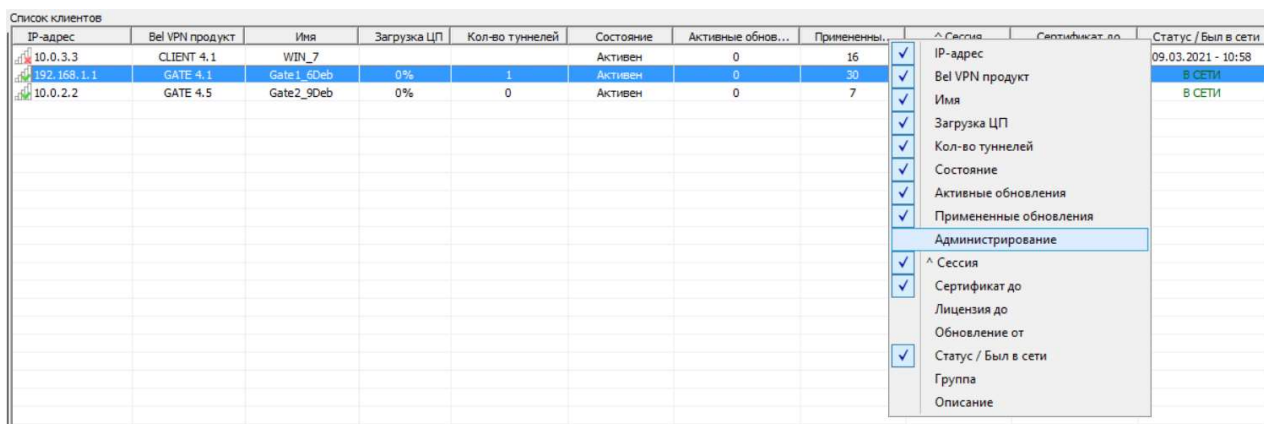 Список клиентов
IP-адрес Bel VPN продукт Имя Загрузка ЦП Кол-во туннелей Состояние Активные обнов... Примененны... ^ Сессия Сертификат до Статус / Был в сети
10.0.3.3 CLIENT 4.1 WIN_7 Активен 0 16 09.03.2021 - 10:58
192.168.1.1 GATE 4.1 Gate1_6Deb 0% 1 Активен 0 30 В СЕТИ
10.0.2.2 GATE 4.5 Gate2_9Deb 0% 0 Активен 0 7 В СЕТИ
IP-адрес
Bel VPN продукт
Имя
Загрузка ЦП
Кол-во туннелей
Состояние
Активные обновления
Примененные обновления
Администрирование
^ Сессия
Сертификат до
Лицензия до
Обновление от
Статус / Был в сети
Группа
Описание